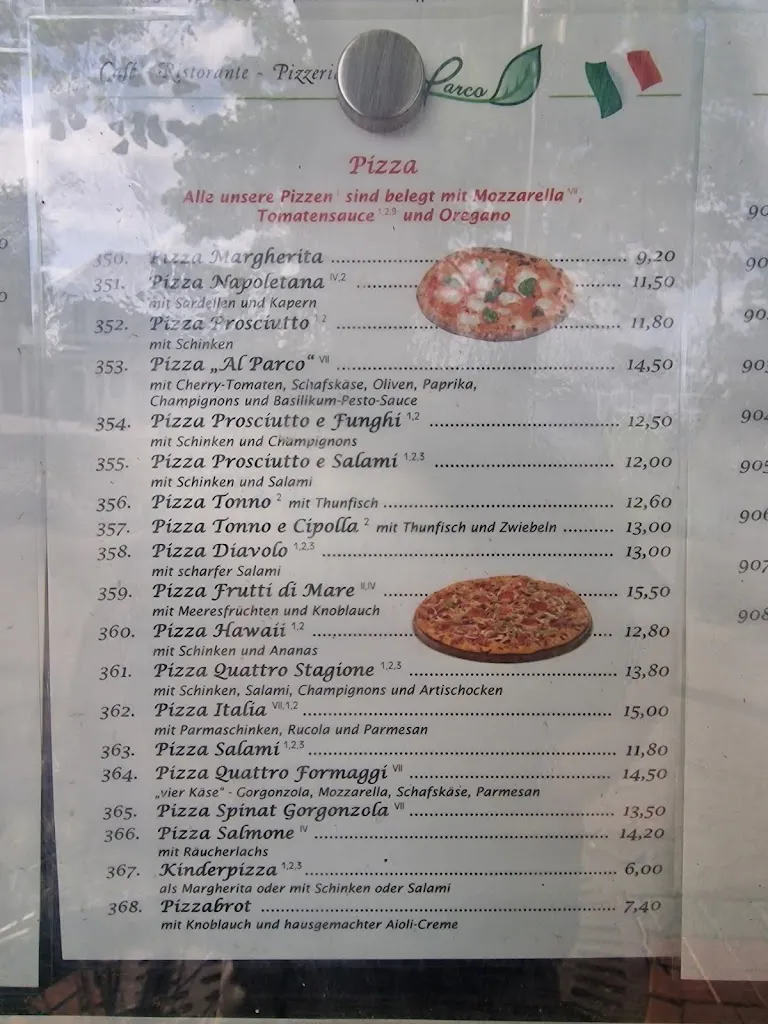 Café - Ristorante - Pizzeria
Parco
Pizza
Alle unsere Pizzen I sind belegt mit Mozzarella VII,
Tomatensauce 1,2,9 und Oregano
350. Pizza Margherita ........ 9,20
351. Pizza Napoletana IV,2 ........ 11,50
mit Sardellen und Kapern
352. Pizza Prosciutto 1,2 ........ 11,80
mit Schinken
353. Pizza „Al Parco“ VII ........ 14,50
mit Cherry-Tomaten, Schafskäse, Oliven, Paprika,
Champignons und Basilikum-Pesto-Sauce
354. Pizza Prosciutto e Funghi 1,2 ........ 12,50
mit Schinken und Champignons
355. Pizza Prosciutto e Salami 1,2,3 ........ 12,00
mit Schinken und Salami
356. Pizza Tonno 2 mit Thunfisch ........ 12,60
357. Pizza Tonno e Cipolla 2 mit Thunfisch und Zwiebeln ........ 13,00
358. Pizza Diavolo 1,2,3 ........ 13,00
mit scharfer Salami
359. Pizza Frutti di Mare II,IV ........ 15,50
mit Meeresfrüchten und Knoblauch
360. Pizza Hawaii 1,2 ........ 12,80
mit Schinken und Ananas
361. Pizza Quattro Stagione 1,2,3 ........ 13,80
mit Schinken, Salami, Champignons und Artischocken
362. Pizza Italia VII,1,2 ........ 15,00
mit Parmaschinken, Rucola und Parmesan
363. Pizza Salami 1,2,3 ........ 11,80
364. Pizza Quattro Formaggi VII ........ 14,50
„vier Käse“ - Gorgonzola, Mozzarella, Schafskäse, Parmesan
365. Pizza Spinat Gorgonzola VII ........ 13,50
366. Pizza Salmone IV ........ 14,20
mit Räucherlachs
367. Kinderpizza 1,2,3 ........ 6,00
als Margherita oder mit Schinken oder Salami
368. Pizzabrot ........ 7,40
mit Knoblauch und hausgemachter Aioli-Creme
903
904
905
906
907
908